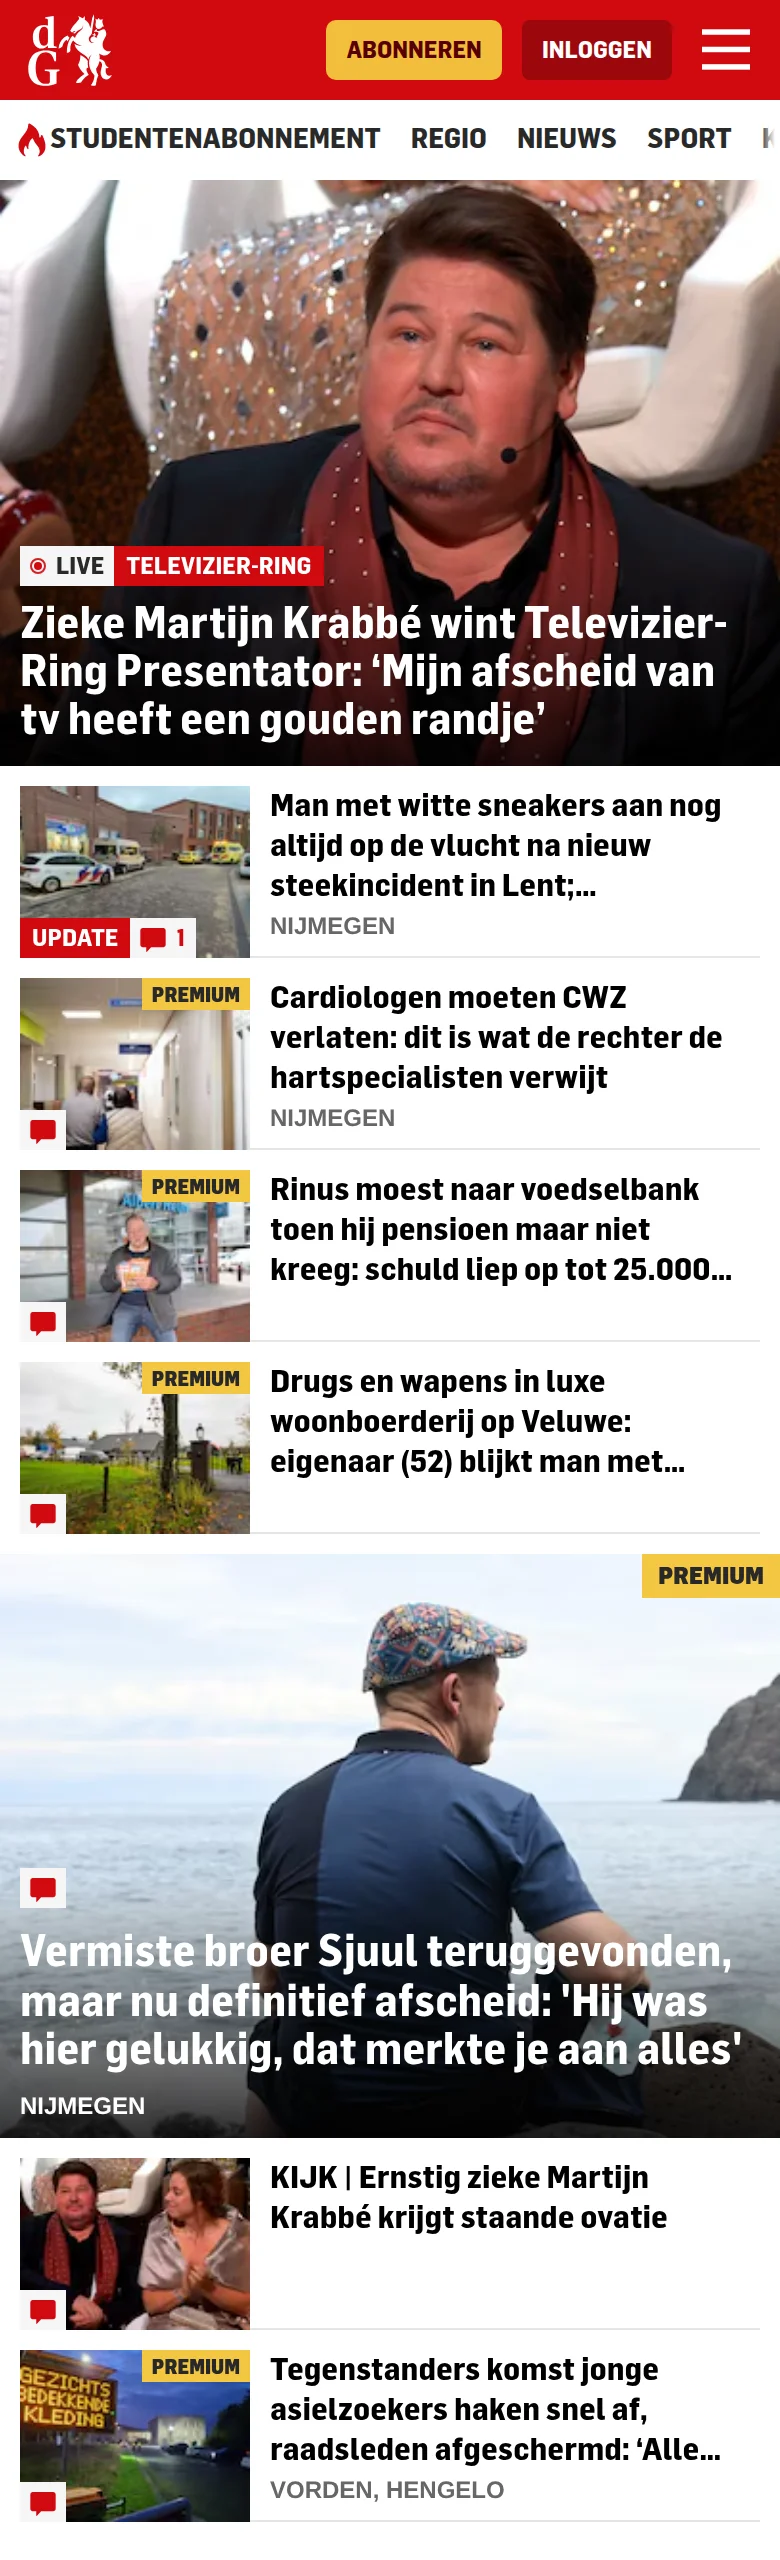 dG
ABONNEREN
INLOGGEN
STUDENTENABONNEMENT REGIO NIEUWS SPORT
LIVE TELEVIZIER-RING
Zieke Martijn Krabbé wint Televizier-
Ring Presentator: ‘Mijn afscheid van
tv heeft een gouden randje’
Man met witte sneakers aan nog
altijd op de vlucht na nieuw
steekincident in Lent;...
NIJMEGEN
UPDATE 1
PREMIUM
Cardiologen moeten CWZ
verlaten: dit is wat de rechter de
hartspecialisten verwijt
NIJMEGEN
PREMIUM
Rinus moest naar voedselbank
toen hij pensioen maar niet
kreeg: schuld liep op tot 25.000...
PREMIUM
Drugs en wapens in luxe
woonboerderij op Veluwe:
eigenaar (52) blijkt man met...
PREMIUM
Vermiste broer Sjuul teruggevonden,
maar nu definitief afscheid: 'Hij was
hier gelukkig, dat merkte je aan alles'
NIJMEGEN
KIJK | Ernstig zieke Martijn
Krabbé krijgt staande ovatie
PREMIUM
GEZICHTS
BEDEKKENDE
KLEDING
Tegenstanders komst jonge
asielzoekers haken snel af,
raadsleden afgeschermd: ‘Alle...
VORDEN, HENGELO